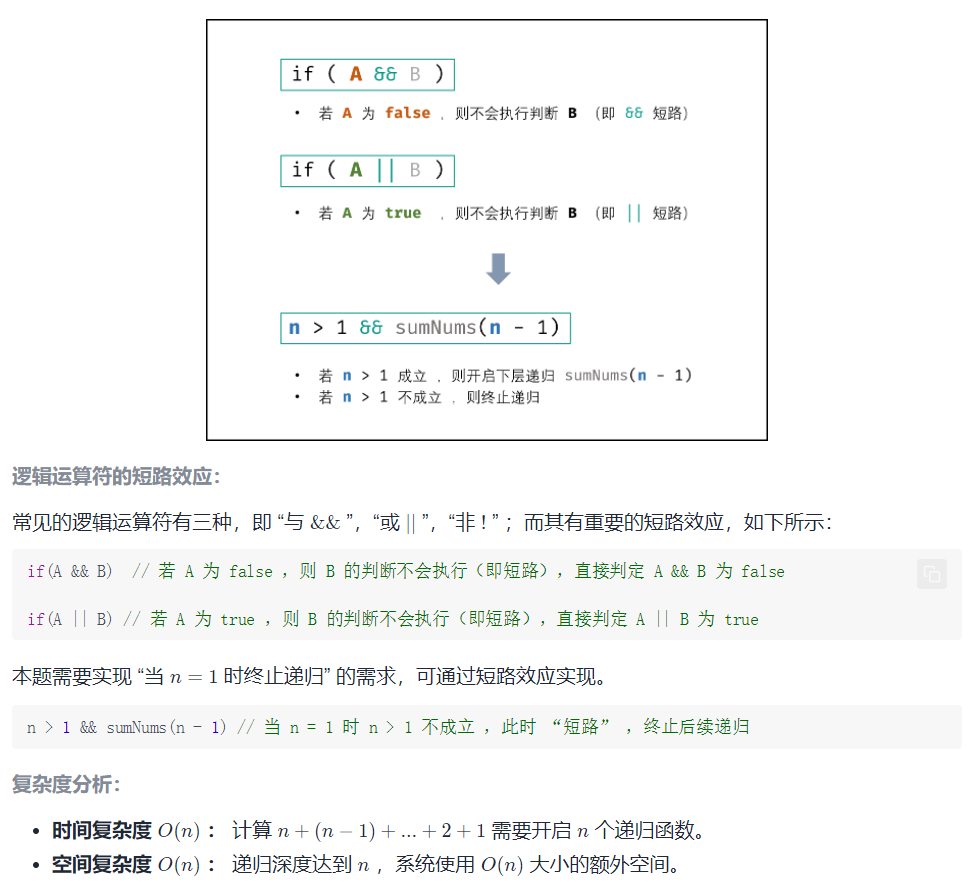 if ( A && B )
• 若 A 为 false ，则不会执行判断 B （即 && 短路）
if ( A || B )
• 若 A 为 true ，则不会执行判断 B （即 || 短路）
n > 1 && sumNums(n - 1)
• 若 n > 1 成立 ，则开启下层递归 sumNums(n - 1)
• 若 n > 1 不成立 ，则终止递归
逻辑运算符的短路效应：
常见的逻辑运算符有三种，即 “与 && ”，“或 || ”，“非 ! ” ；而其有重要的短路效应，如下所示：
if(A && B)  // 若 A 为 false ，则 B 的判断不会执行（即短路），直接判定 A && B 为 false
if(A || B) // 若 A 为 true ，则 B 的判断不会执行（即短路），直接判定 A || B 为 true
本题需要实现 “当 n = 1 时终止递归” 的需求，可通过短路效应实现。
n > 1 && sumNums(n - 1) // 当 n = 1 时 n > 1 不成立 ，此时 “短路” ，终止后续递归
复杂度分析：
• 时间复杂度 O(n) ： 计算 n + (n − 1) + ... + 2 + 1 需要开启 n 个递归函数。
• 空间复杂度 O(n) ： 递归深度达到 n ，系统使用 O(n) 大小的额外空间。